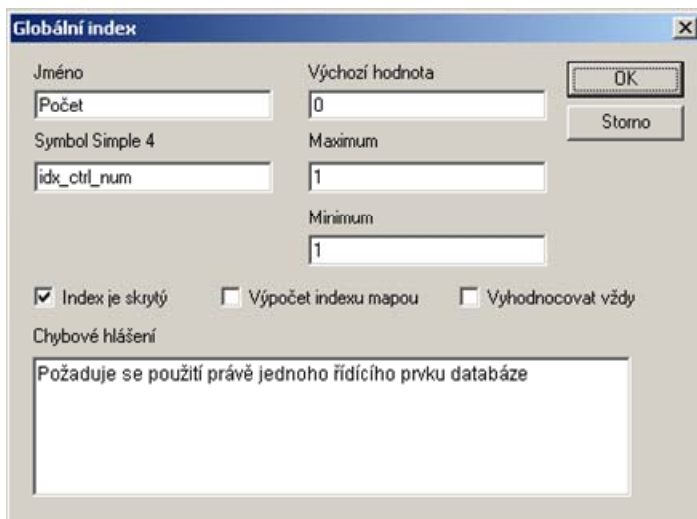 Globální index
Jméno
Výchozí hodnota
OK
Počet
0
Storno
Symbol Simple 4
Maximum
idx_ctrl_num
1
Minimum
1
Index je skrytý
Výpočet indexu mapou
Vyhodnocovat vždy
Chybové hlášení
Požaduje se použití právě jednoho řídícího prvku databáze